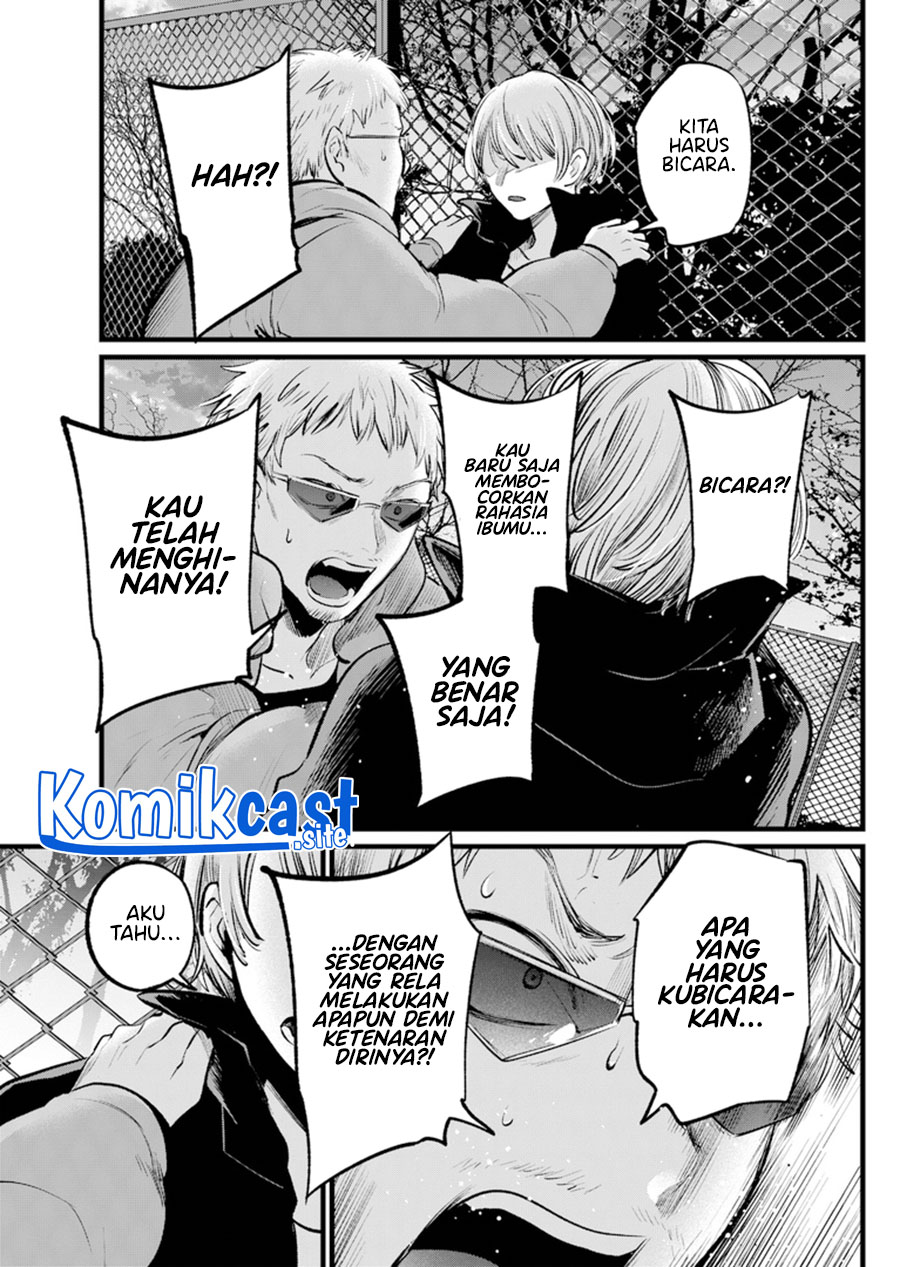 KITA
HARUS
BICARA.
HAH?!
BICARA?!
KAU
BARU SAJA
MEMBO-
CORKAN
RAHASIA
IBUMU...
YANG
BENAR
SAJA!
KAU
TELAH
MENGHI-
NANYA!
APA
YANG
HARUS
KUBICARA-
KAN...
...DENGAN
SESEORANG
YANG RELA
MELAKUKAN
APAPUN DEMI
KETENARAN
DIRINYA?!
AKU
TAHU...
Komikcast
.site